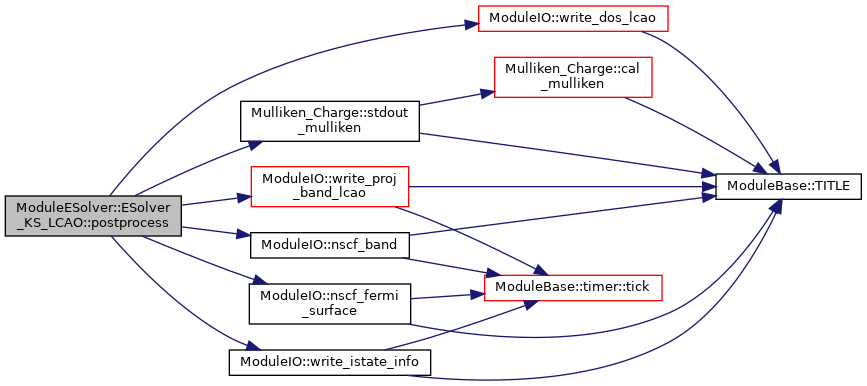 ModuleESolver::ESolver
_KS_LCAO::postprocess
ModuleIO::write_dos_lcao
Mulliken_Charge::cal
_mulliken
Mulliken_Charge::stdout
_mulliken
ModuleIO::write_proj
_band_lcao
ModuleIO::nscf_band
ModuleIO::nscf_fermi
_surface
ModuleIO::write_istate_info
ModuleBase::TITLE
ModuleBase::timer::tick